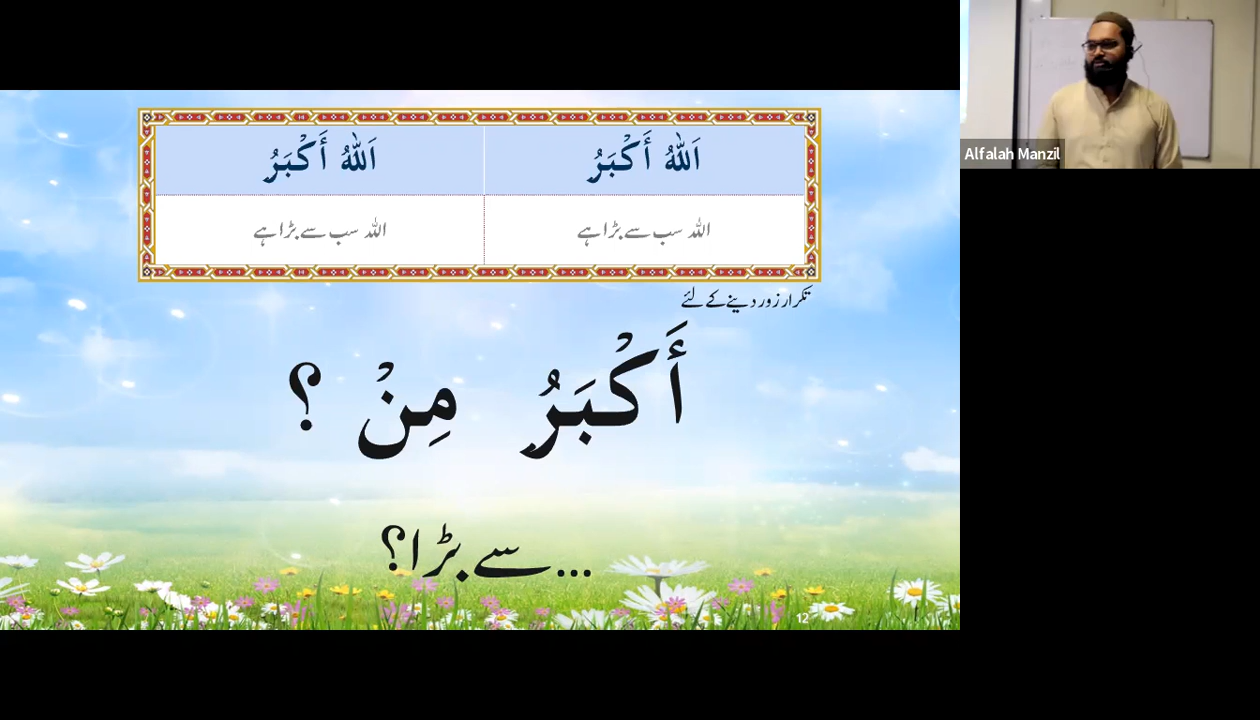 اَللّٰهُ أَكْبَرُ اَللّٰهُ أَكْبَرُ
اللہ سب سے بڑا ہے اللہ سب سے بڑا ہے
تکرار زور دینے کے لئے
أَكْبَرُ مِنْ ؟
...سے بڑا؟
12
Alfalah Manzil